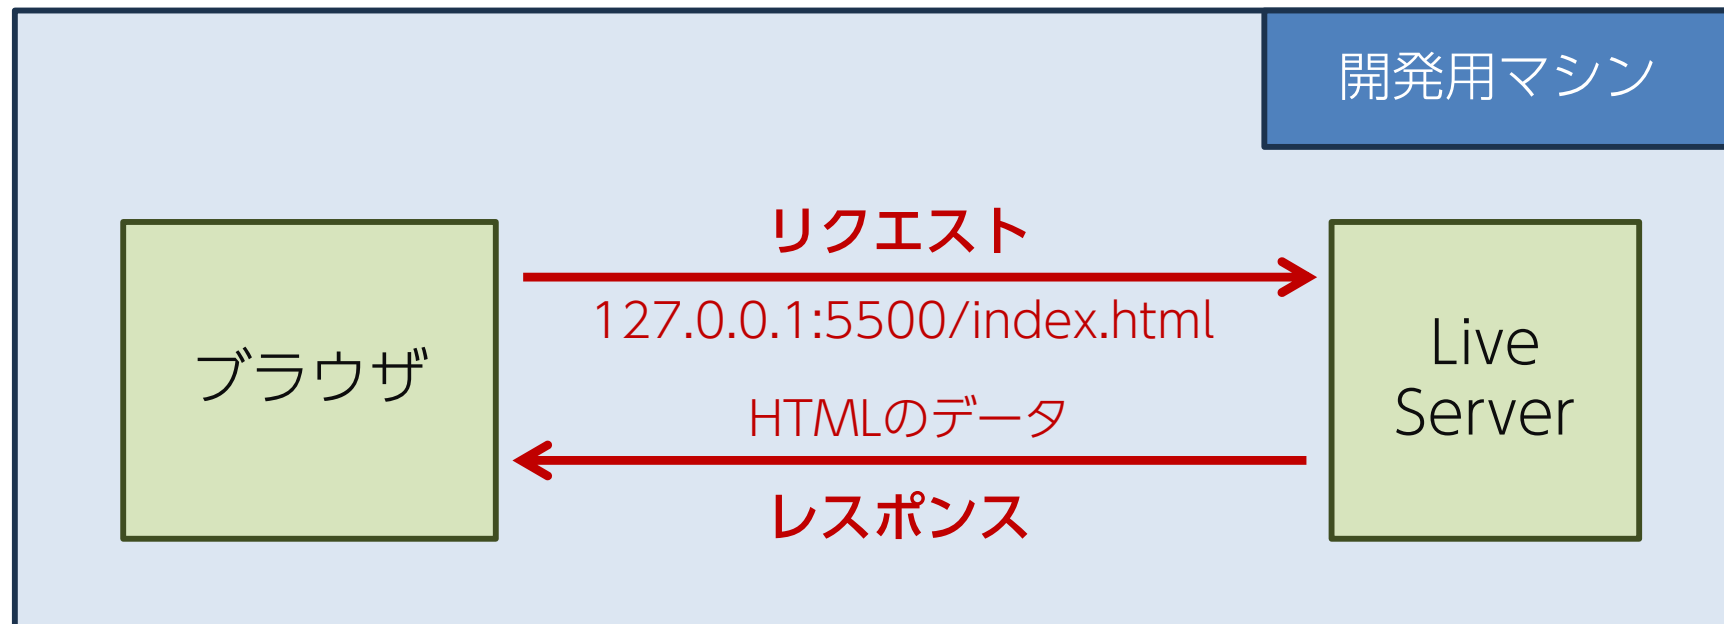 開発用マシン
リクエスト
127.0.0.1:5500/index.html
ブラウザ
Live
Server
HTMLのデータ
レスポンス